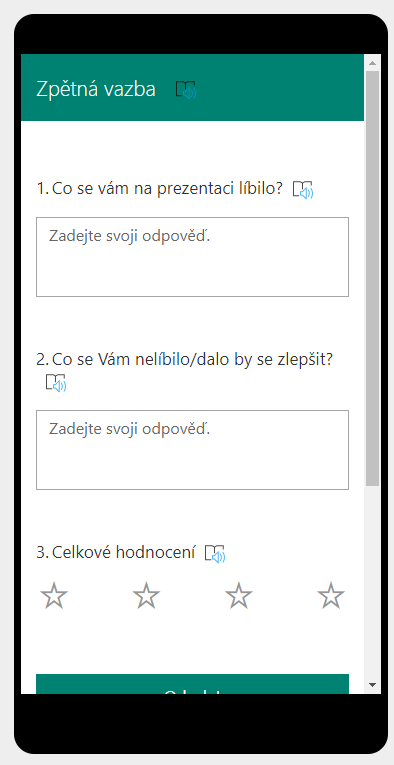 Zpětná vazba
1. Co se vám na prezentaci líbilo?
Zadejte svoji odpověď.
2. Co se Vám nelíbilo/dalo by se zlepšit?
Zadejte svoji odpověď.
3. Celkové hodnocení